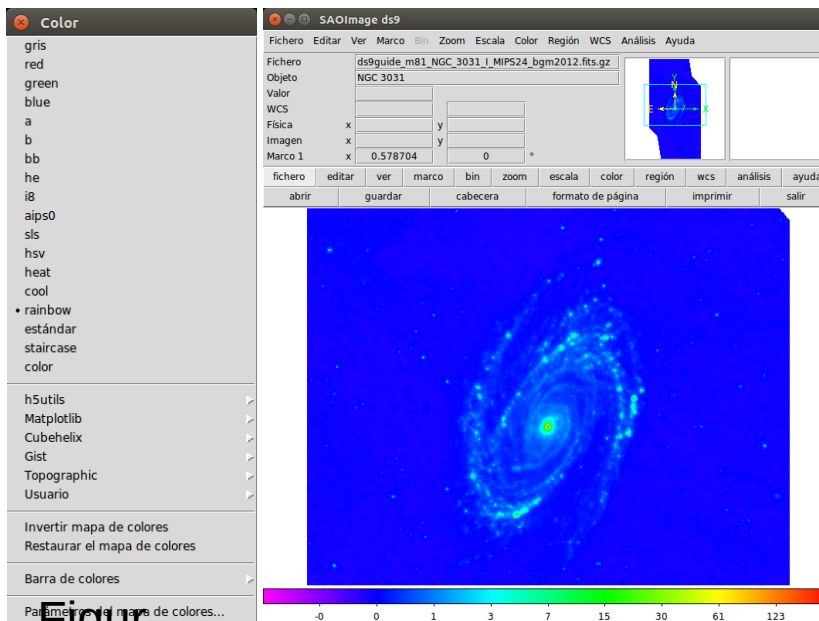 Color
gris
red
green
blue
a
b
bb
he
i8
aips0
sls
hsv
heat
cool
rainbow
estándar
staircase
color
h5utils
Matplotlib
Cubehelix
Gist
Topographic
Usuario
Invertir mapa de colores
Restaurar el mapa de colores
Barra de colores
Parámetros del mapa de colores...
Figur
SAOImage ds9
Fichero Editar Ver Marco Bin Zoom Escala Color Región WCS Análisis Ayuda
Fichero ds9guide_m81_NGC_3031_I_MIPS24_bgm2012.fits.gz
Objeto NGC 3031
Valor
WCS
Física x y
Imagen x y
Marco 1 x 0.578704 0 °
Y
N
E X
fichero editar ver marco bin zoom escala color región wcs análisis ayuda
abrir guardar cabecera formato de página imprimir salir
-0 0 1 3 7 15 30 61 123